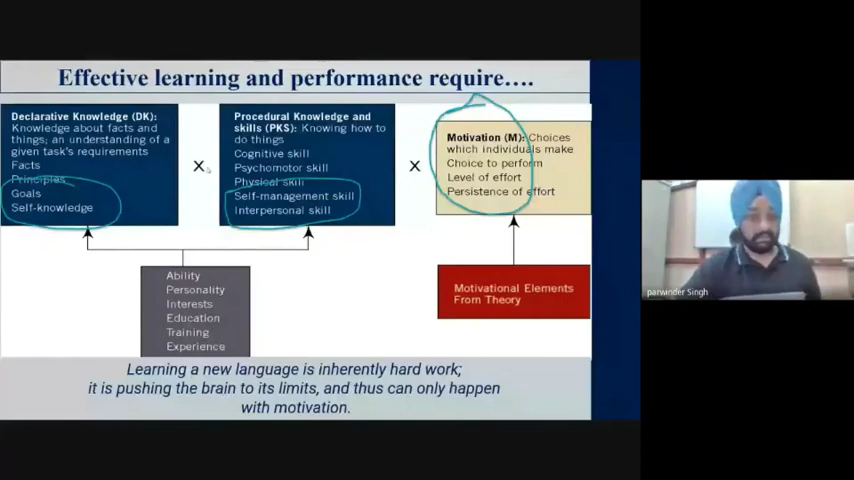 Effective learning and performance require….
Declarative Knowledge (DK):
Knowledge about facts and
things; an understanding of a
given task's requirements
Facts
Principles
Goals
Self-knowledge
X
Procedural Knowledge and
skills (PKS): Knowing how to
do things
Cognitive skill
Psychomotor skill
Physical skill
Self-management skill
Interpersonal skill
X
Motivation (M): Choices
which individuals make
Choice to perform
Level of effort
Persistence of effort
Ability
Personality
Interests
Education
Training
Experience
Motivational Elements
From Theory
Learning a new language is inherently hard work;
it is pushing the brain to its limits, and thus can only happen
with motivation.
parwinder Singh